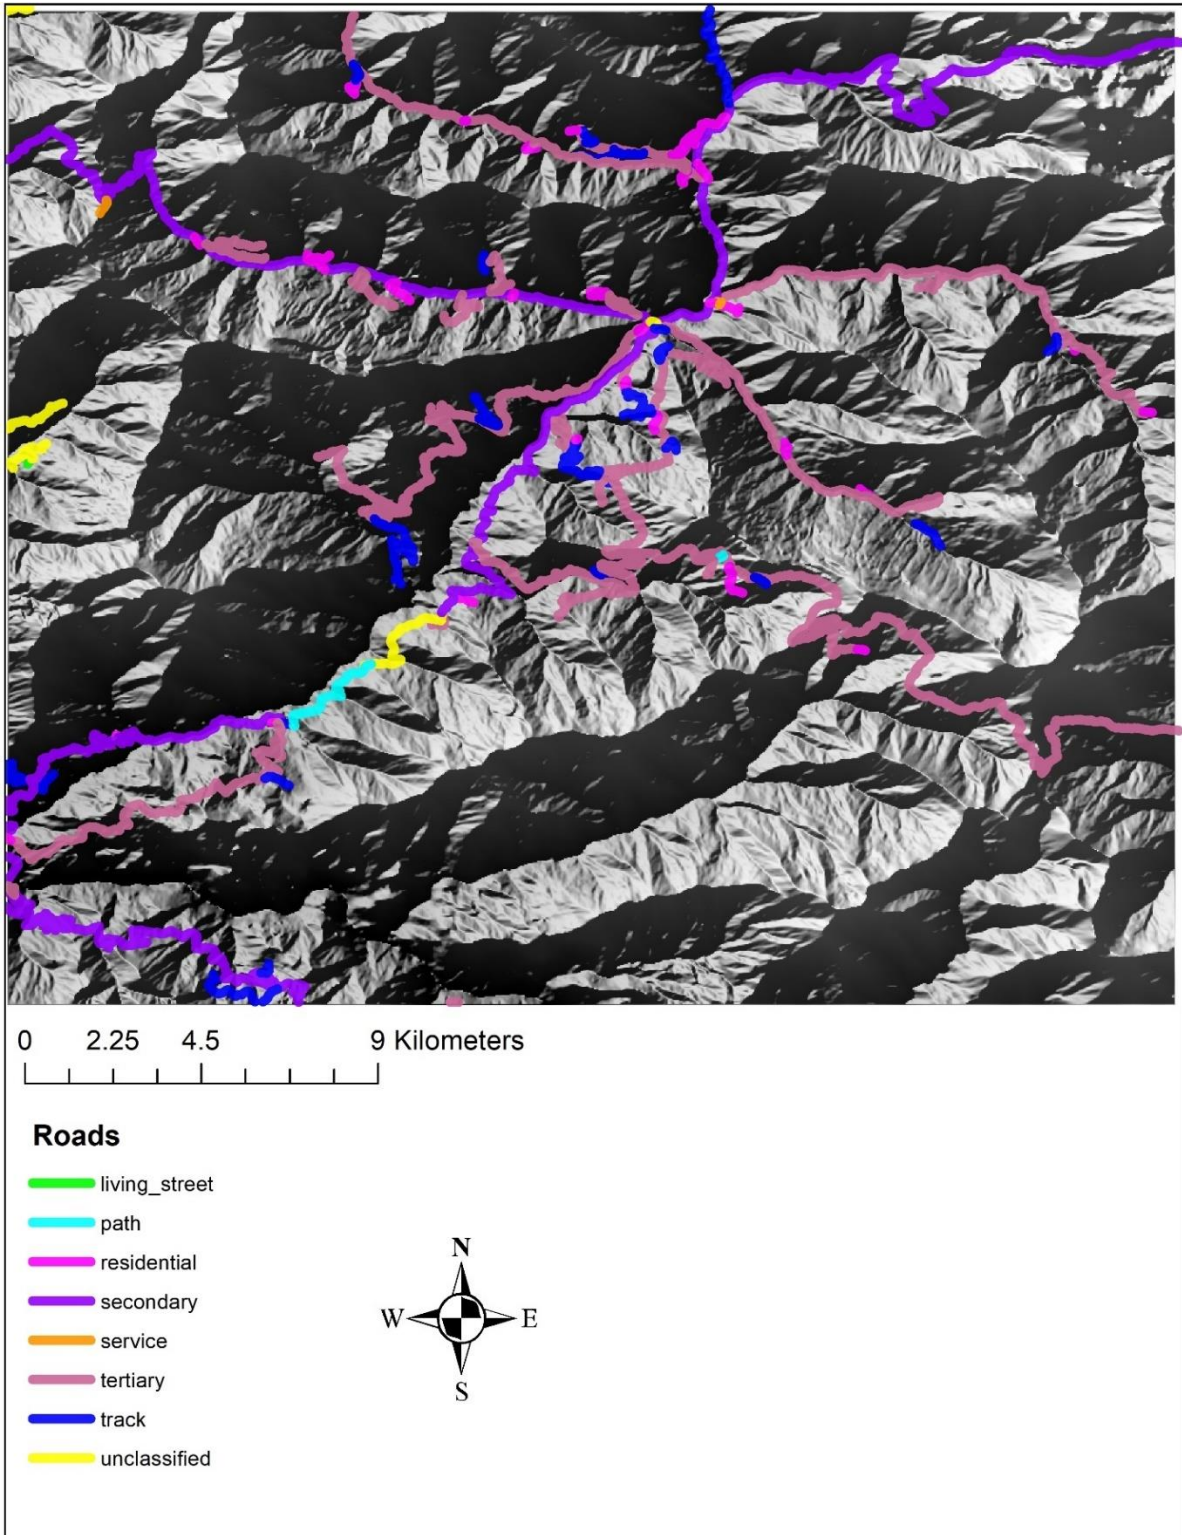 0 2.25 4.5 9 Kilometers
Roads
living_street
path
residential
secondary
service
tertiary
track
unclassified
N
W E
S